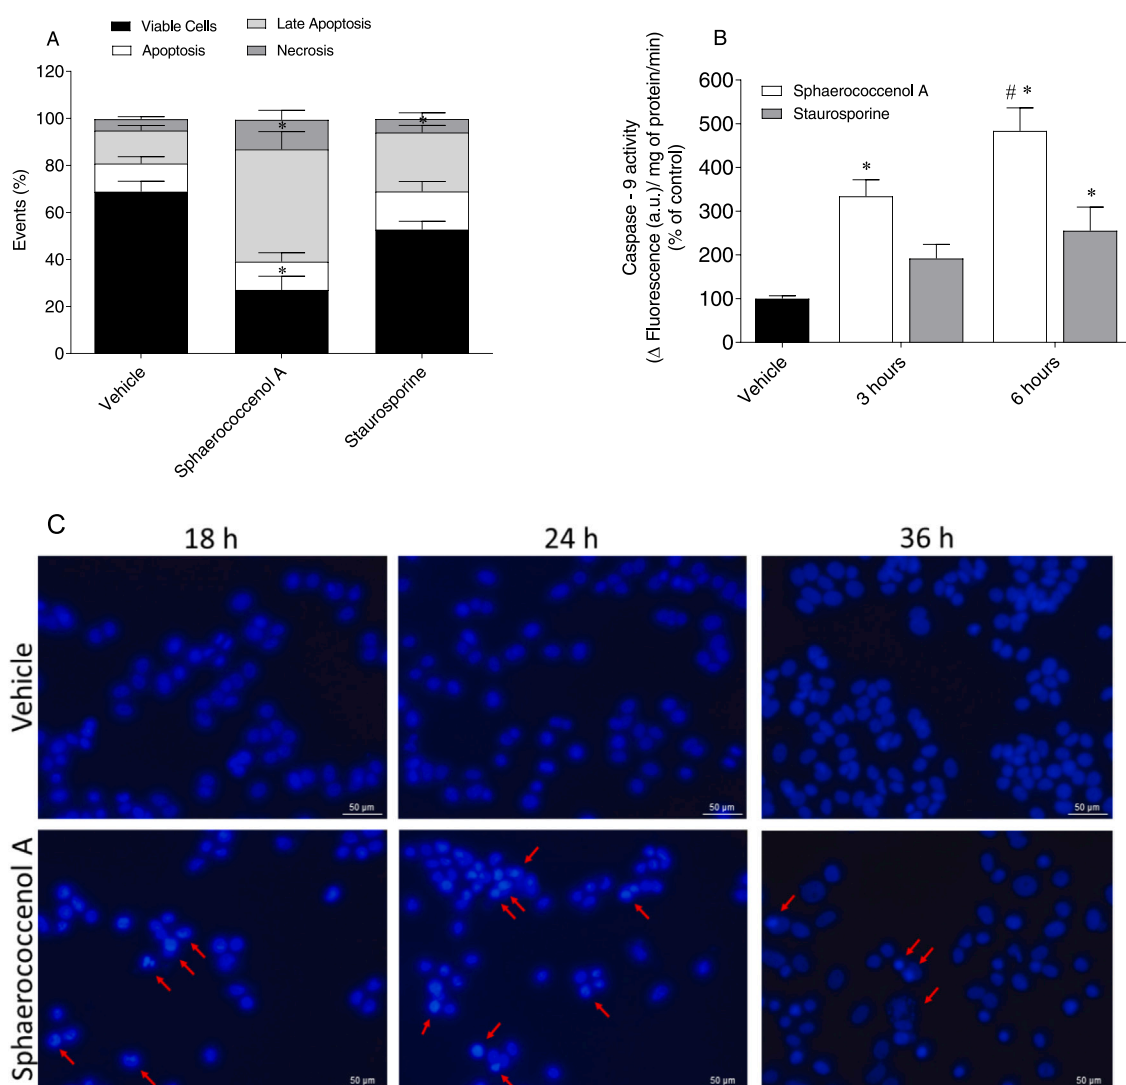 A
Viable Cells
Late Apoptosis
Apoptosis
Necrosis
120
100
80
60
40
20
0
Events (%)
*
*
*
Vehicle
Sphaerococcenol A
Staurosporine
B
Sphaerococcenol A
Staurosporine
600
500
400
300
200
100
0
Caspase - 9 activity
(Δ Fluorescence (a.u.)/ mg of protein/min)
(% of control)
*
# *
*
Vehicle
3 hours
6 hours
C
18 h
24 h
36 h
Vehicle
50 µm
50 µm
50 µm
Sphaerococcenol A
50 µm
50 µm
50 µm